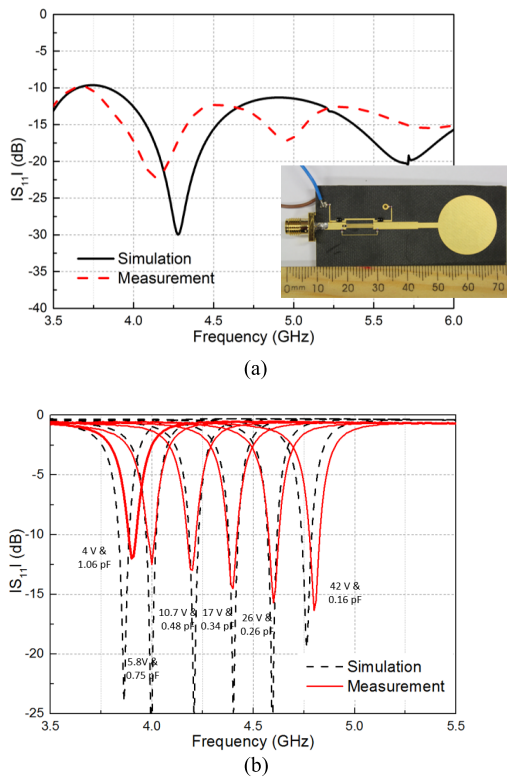 0
-5
-10
-15
-20
-25
-30
-35
-40
|S11| (dB)
Simulation
Measurement
0mm 10 20 30 40 50 60 70
3.5 4.0 4.5 5.0 5.5 6.0
Frequency (GHz)
(a)
0
-5
-10
-15
-20
-25
|S11| (dB)
4 V &
1.06 pF
5.8V &
0.75 pF
10.7 V &
0.48 pF
17 V &
0.34 pF
26 V &
0.26 pF
42 V &
0.16 pF
Simulation
Measurement
3.5 4.0 4.5 5.0 5.5
Frequency (GHz)
(b)